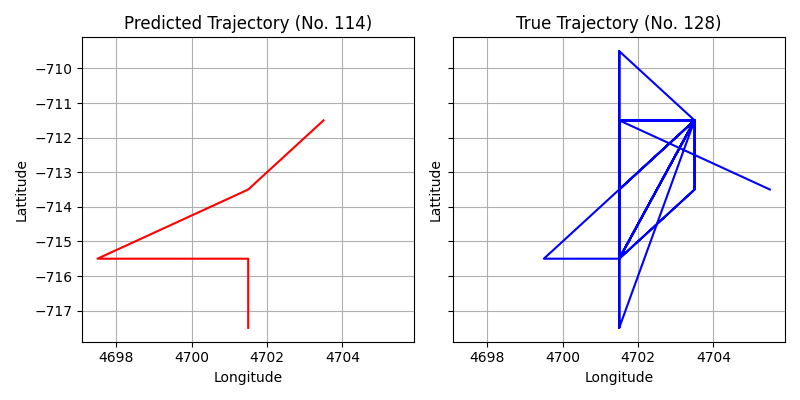 Predicted Trajectory (No. 114)
True Trajectory (No. 128)
Lattitude
−710
−711
−712
−713
−714
−715
−716
−717
4698 4700 4702 4704
Longitude
Lattitude
4698 4700 4702 4704
Longitude